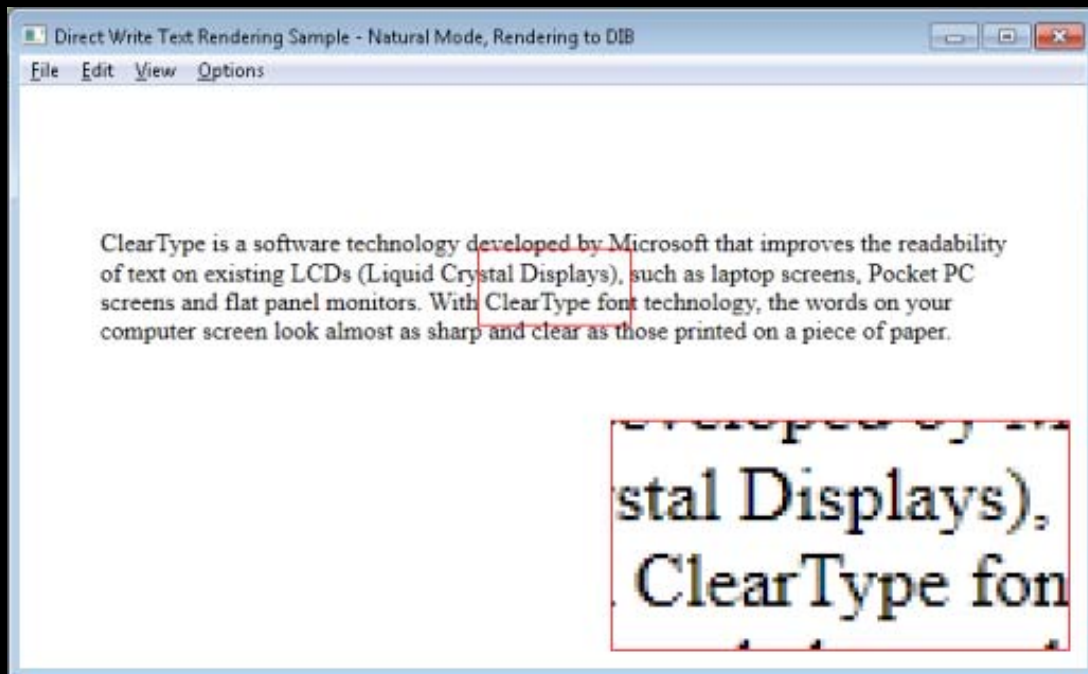 Direct Write Text Rendering Sample - Natural Mode, Rendering to DIB
File Edit View Options
ClearType is a software technology developed by Microsoft that improves the readability
of text on existing LCDs (Liquid Crystal Displays), such as laptop screens, Pocket PC
screens and flat panel monitors. With ClearType font technology, the words on your
computer screen look almost as sharp and clear as those printed on a piece of paper.
stal Displays),
ClearType fon